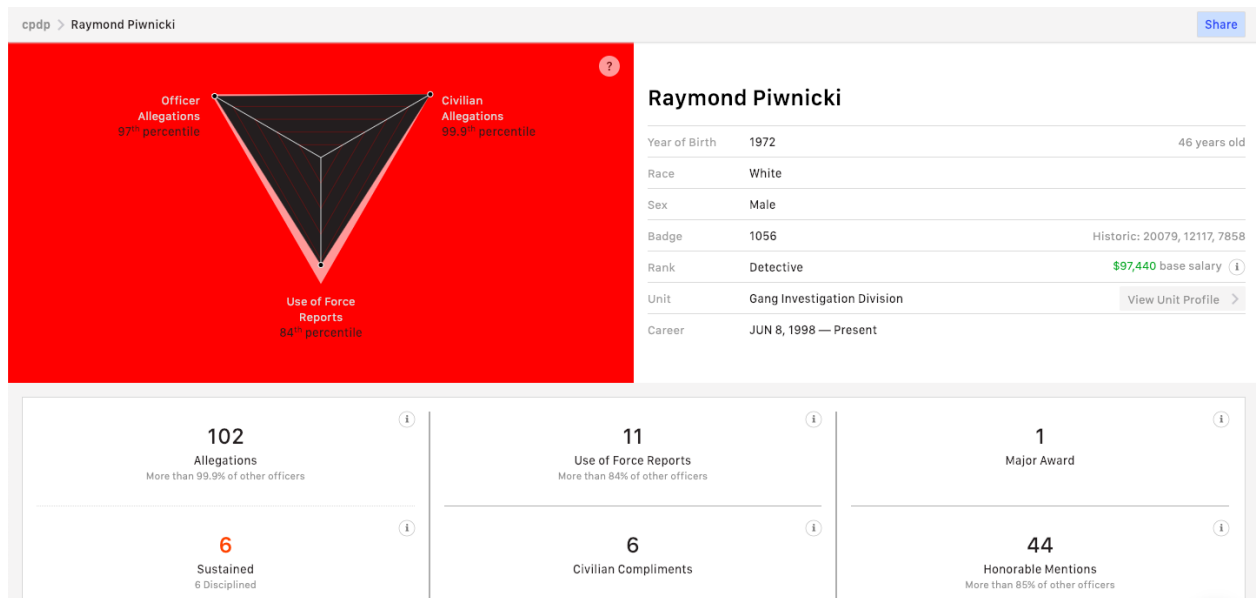 cpdp > Raymond Piwnicki
Share
?
Officer
Allegations
97th percentile
Civilian
Allegations
99.9th percentile
Use of Force
Reports
84th percentile
Raymond Piwnicki
Year of Birth 1972 46 years old
Race White
Sex Male
Badge 1056 Historic: 20079, 12117, 7858
Rank Detective $97,440 base salary i
Unit Gang Investigation Division View Unit Profile >
Career JUN 8, 1998 — Present
i
102
Allegations
More than 99.9% of other officers
i
11
Use of Force Reports
More than 84% of other officers
i
1
Major Award
i
6
Sustained
6 Disciplined
i
6
Civilian Compliments
i
44
Honorable Mentions
More than 85% of other officers